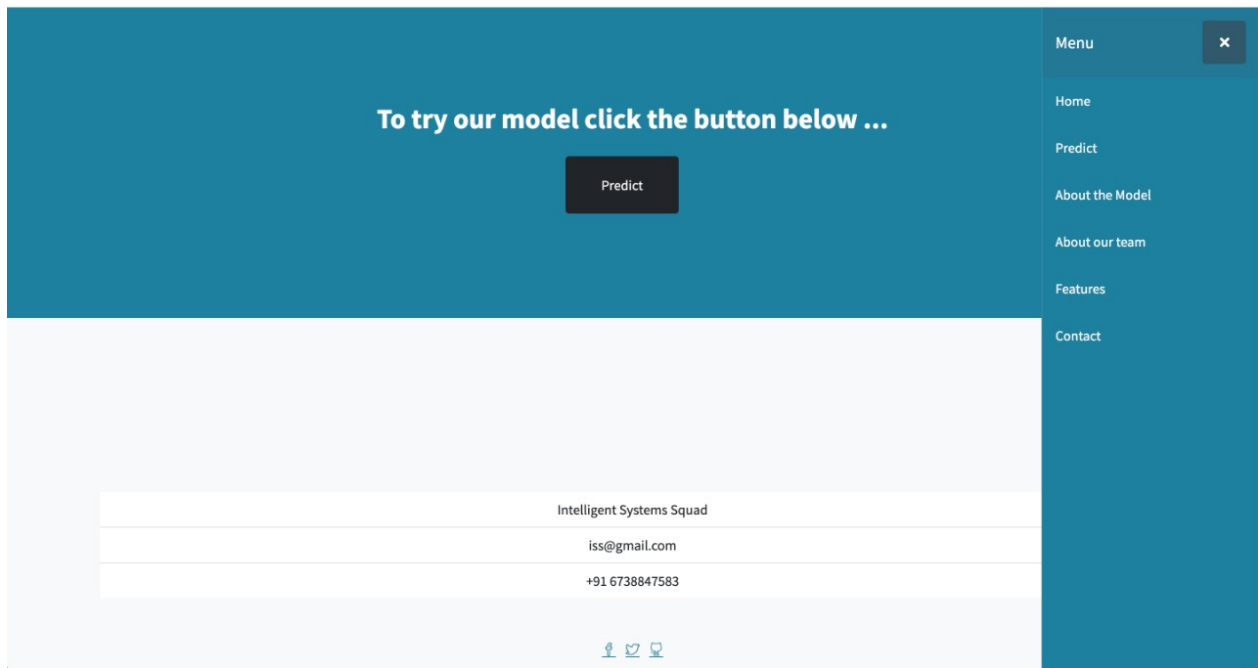 To try our model click the button below ...
Predict
Menu
Home
Predict
About the Model
About our team
Features
Contact
Intelligent Systems Squad
iss@gmail.com
+91 6738847583